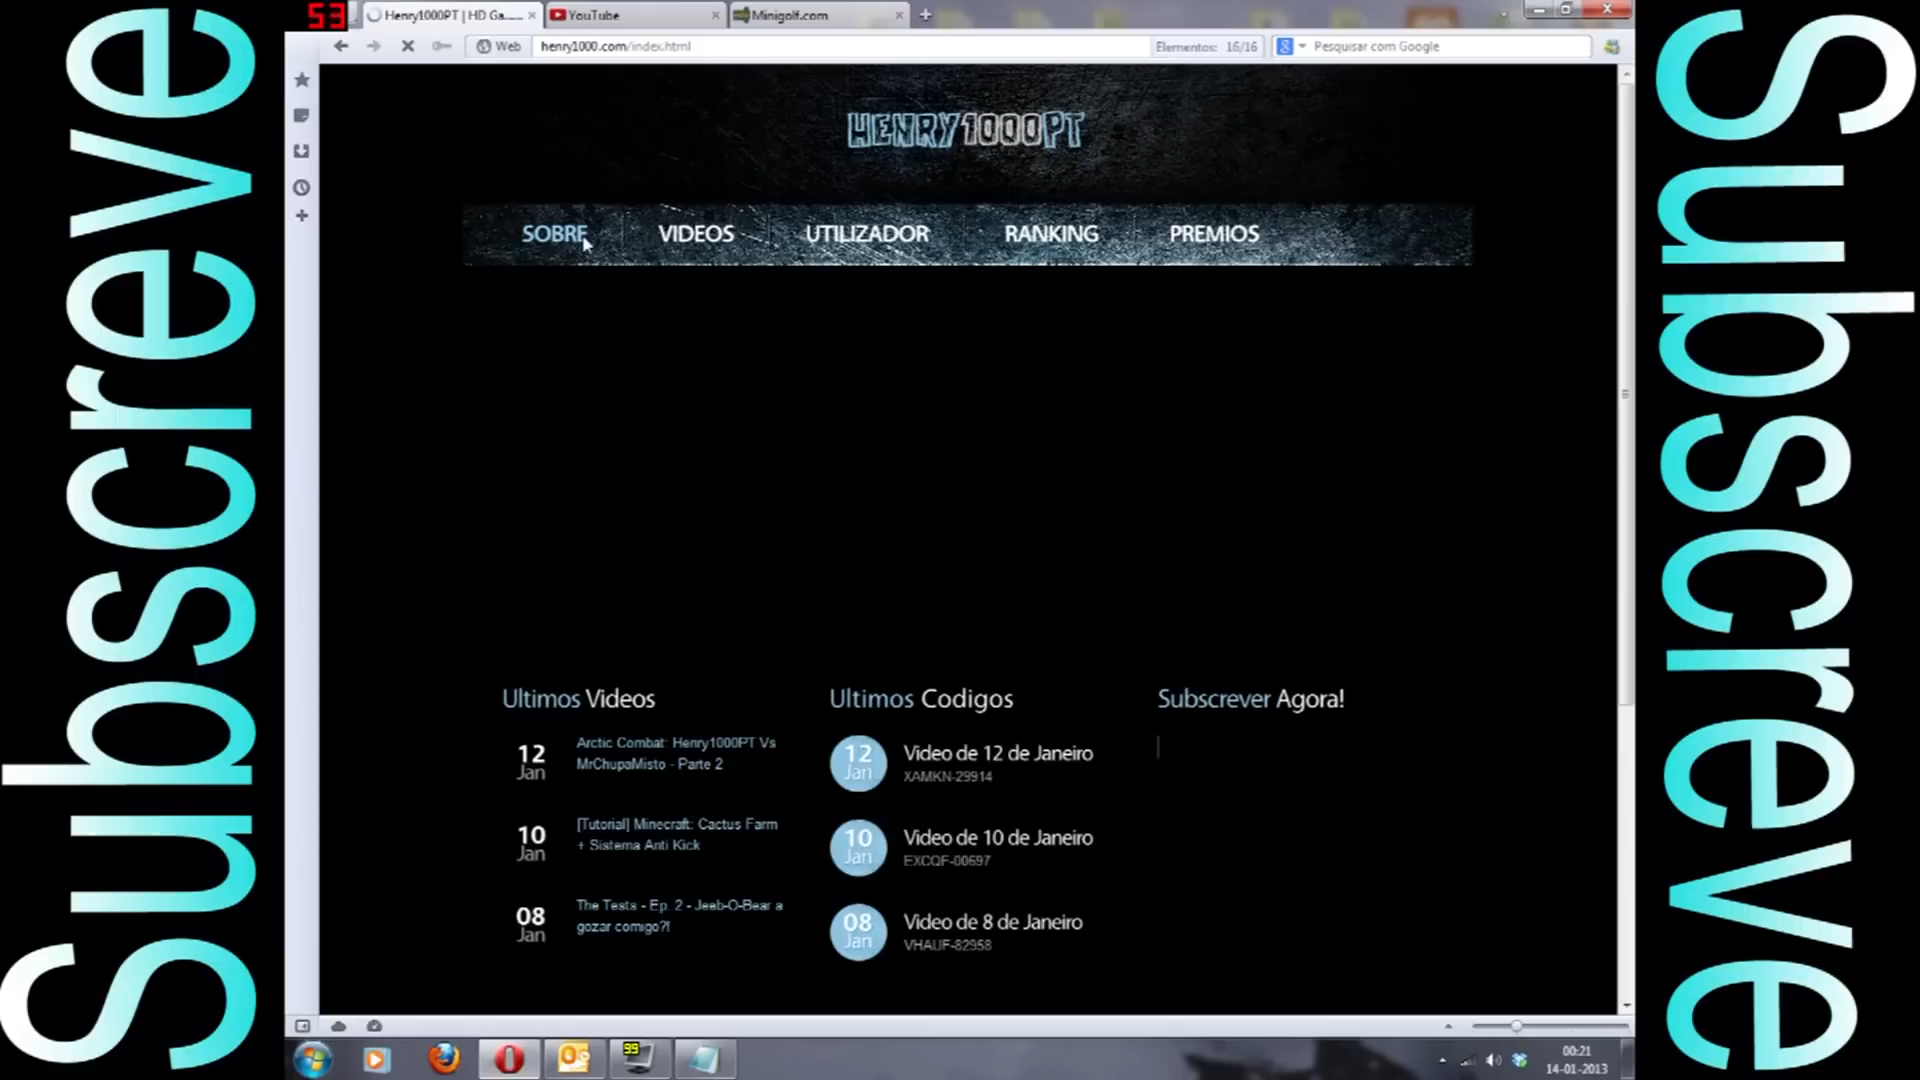 53
Henry1000PT | HD Ga......
YouTube
Minigolf.com
Web
henry1000.com/index.html
Elementos: 16/16
Pesquisar com Google
HENRY1000PT
SOBRE
VIDEOS
UTILIZADOR
RANKING
PREMIOS
Ultimos Videos
12
Jan
Arctic Combat: Henry1000PT Vs
MrChupaMisto - Parte 2
10
Jan
[Tutorial] Minecraft: Cactus Farm
+ Sistema Anti Kick
08
Jan
The Tests - Ep. 2 - Jeeb-O-Bear a
gozar comigo?!
Ultimos Codigos
12
Jan
Video de 12 de Janeiro
XAMKN-29914
10
Jan
Video de 10 de Janeiro
EXCQF-00697
08
Jan
Video de 8 de Janeiro
VHAUF-82958
Subscrever Agora!
99
00:21
14-01-2013
Subscreve
Subscreve